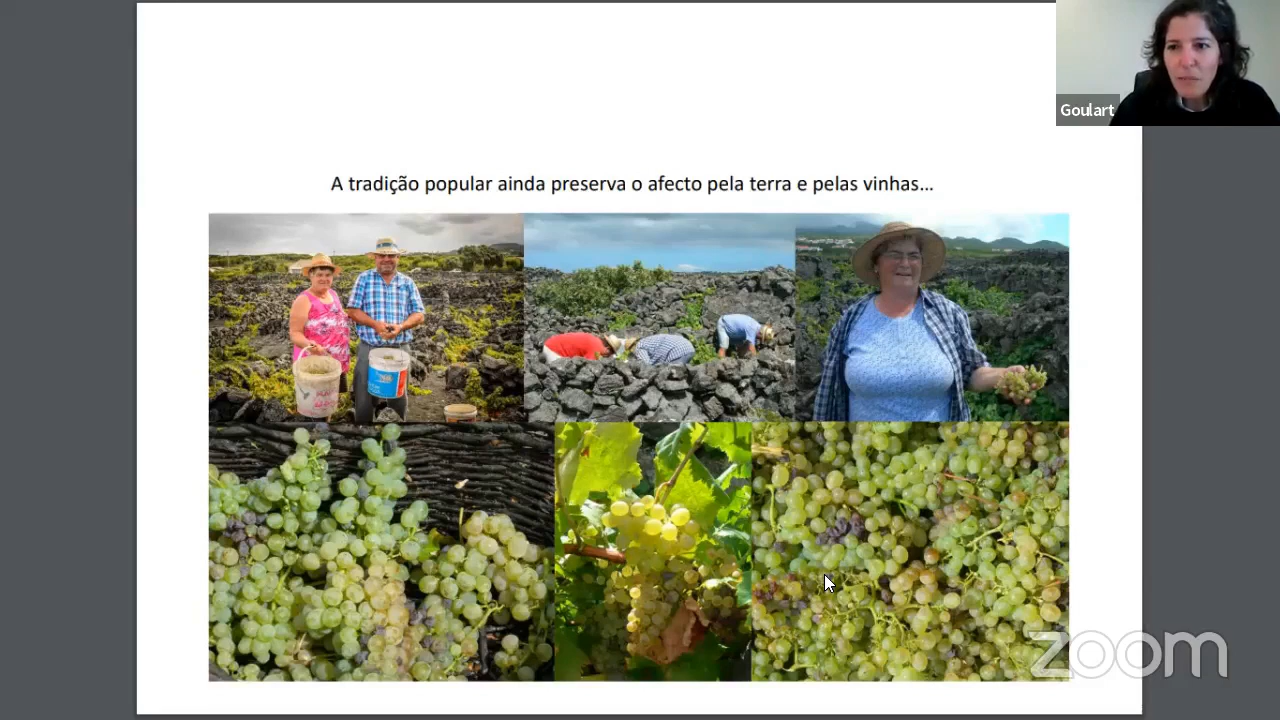 Goulart
A tradição popular ainda preserva o afecto pela terra e pelas vinhas...
zoom